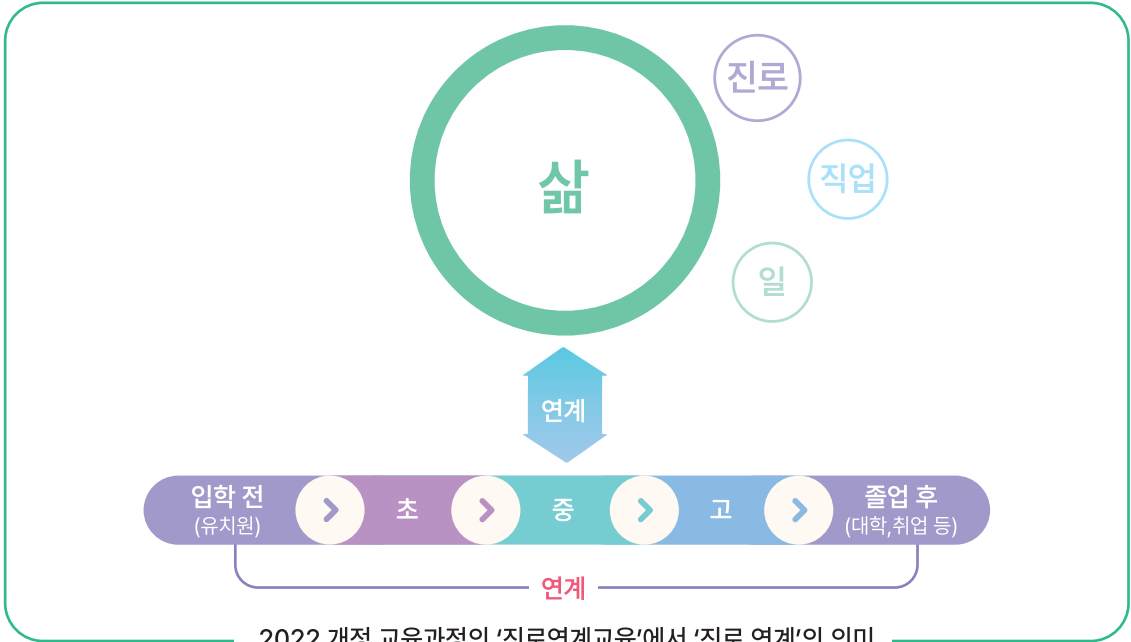 삶
진로
직업
일
연계
입학 전
(유치원)
초
중
고
졸업 후
(대학,취업 등)
연계
2022 개정 교육과정의 ‘진로연계교육’에서 ‘진로 연계’의 의미